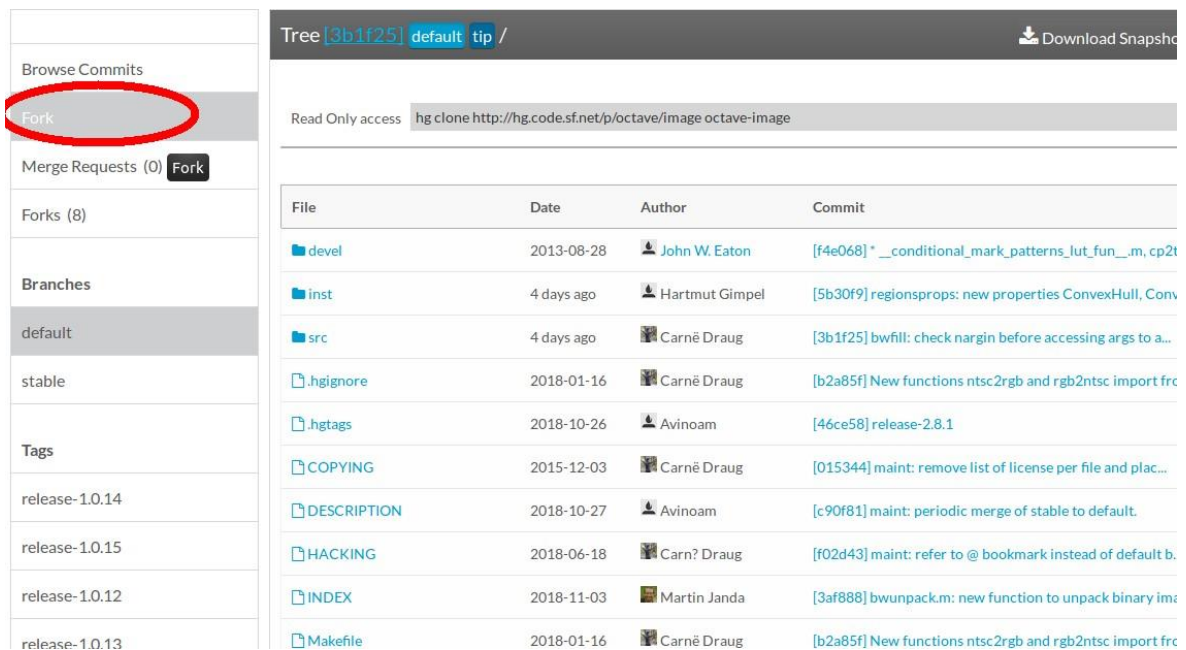 Tree [3b1f25] default tip /
Download Snapsho
Browse Commits
Fork
Merge Requests (0) Fork
Forks (8)
Branches
default
stable
Tags
release-1.0.14
release-1.0.15
release-1.0.12
release-1.0.13
Read Only access hg clone http://hg.code.sf.net/p/octave/image octave-image
File Date Author Commit
devel 2013-08-28 John W. Eaton [f4e068] * __conditional_mark_patterns_lut_fun__.m, cp2t
inst 4 days ago Hartmut Gimpel [5b30f9] regionsprops: new properties ConvexHull, Conv
src 4 days ago Carnë Draug [3b1f25] bwfill: check nargin before accessing args to a...
.hgignore 2018-01-16 Carnë Draug [b2a85f] New functions ntsc2rgb and rgb2ntsc import fro
.hgtags 2018-10-26 Avinoam [46ce58] release-2.8.1
COPYING 2015-12-03 Carnë Draug [015344] maint: remove list of license per file and plac...
DESCRIPTION 2018-10-27 Avinoam [c90f81] maint: periodic merge of stable to default.
HACKING 2018-06-18 Carn? Draug [f02d43] maint: refer to @ bookmark instead of default b.
INDEX 2018-11-03 Martin Janda [3af888] bwunpack.m: new function to unpack binary ima
Makefile 2018-01-16 Carnë Draug [b2a85f] New functions ntsc2rgb and rgb2ntsc import fro